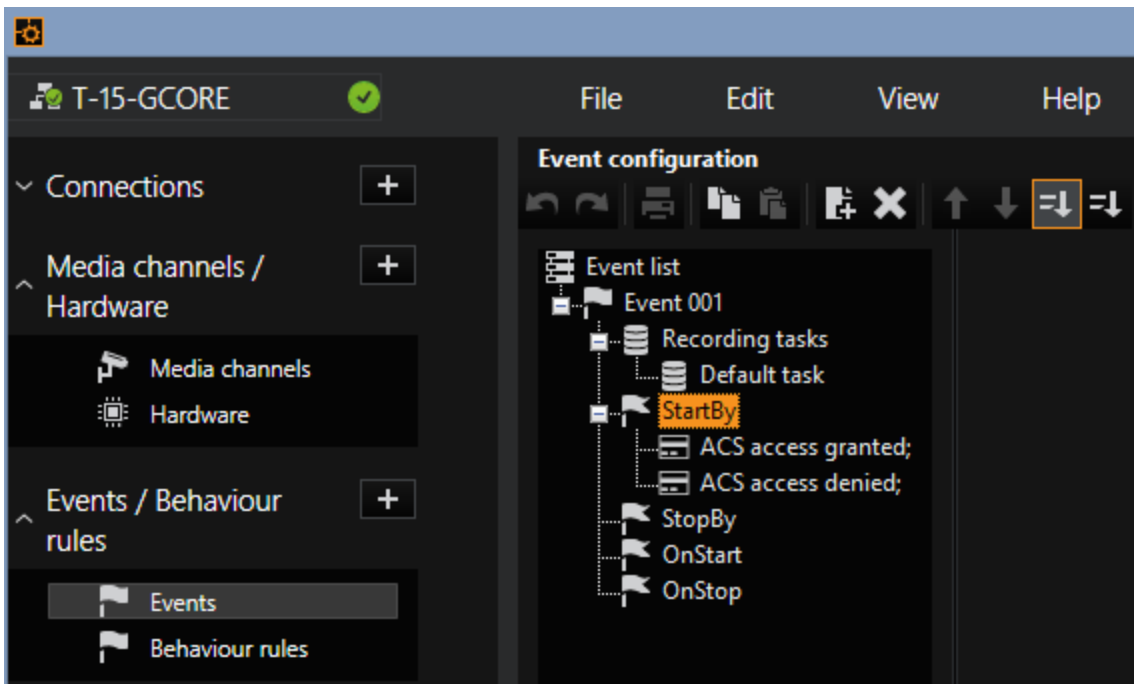 T-15-GCORE
File Edit View Help
Connections
Media channels /
Hardware
Media channels
Hardware
Events / Behaviour
rules
Events
Behaviour rules
Event configuration
Event list
Event 001
Recording tasks
Default task
StartBy
ACS access granted;
ACS access denied;
StopBy
OnStart
OnStop